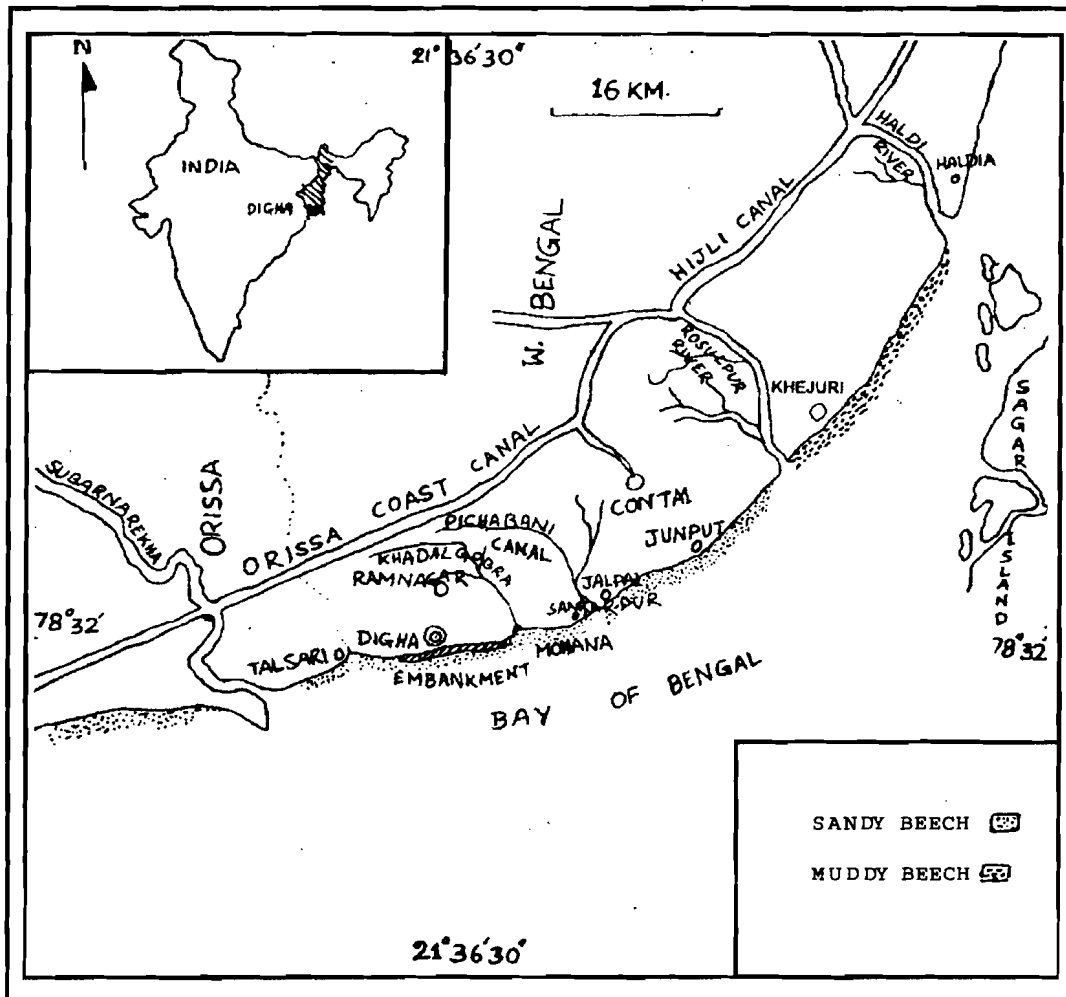 N
21° 36' 30"
INDIA
DIGHA
16 KM.
HALDI
RIVER
HALDIA
HIJLI CANAL
W. BENGAL
ROSULPUR
RIVER
KHEJURI
SAGAR
ISLAND
SUBARNAREKHA
ORISSA
ORISSA COAST CANAL
CONTAI
PICHABANI
CANAL
JUNPUT
KHADALGOBRA
RAMNAGAR
JALPAI
SANKARPUR
78° 32'
78° 32'
DIGHA
MOHANA
TALSARI
EMBANKMENT
BAY OF BENGAL
SANDY BEECH
MUDDY BEECH
21° 36' 30"